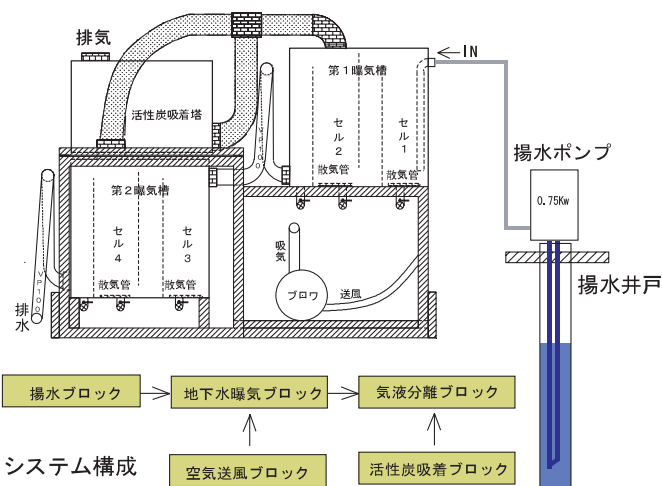 排気
IN
第1曝気槽
活性炭吸着塔
VP100
セル2
セル1
散気管
散気管
揚水ポンプ
0.75Kw
第2曝気槽
セル4
セル3
散気管
散気管
VP100
排水
吸気
ブロワ
送風
揚水井戸
揚水ブロック
地下水曝気ブロック
気液分離ブロック
システム構成
空気送風ブロック
活性炭吸着ブロック